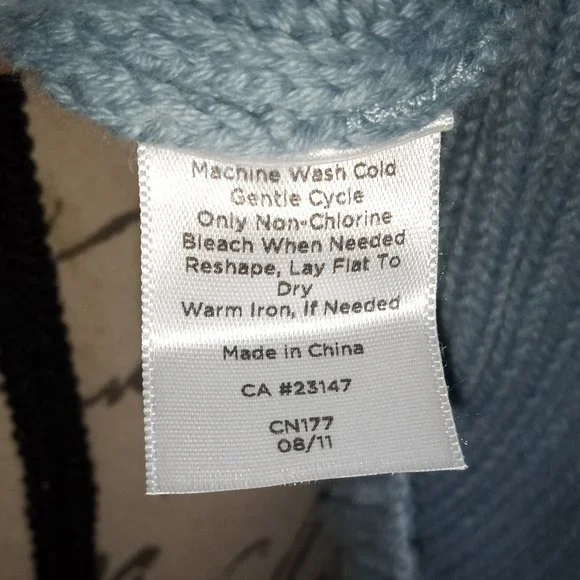 Machine Wash Cold
Gentle Cycle
Only Non-Chlorine
Bleach When Needed
Reshape, Lay Flat To
Dry
Warm Iron, If Needed
Made in China
CA #23147
CN177
08/11